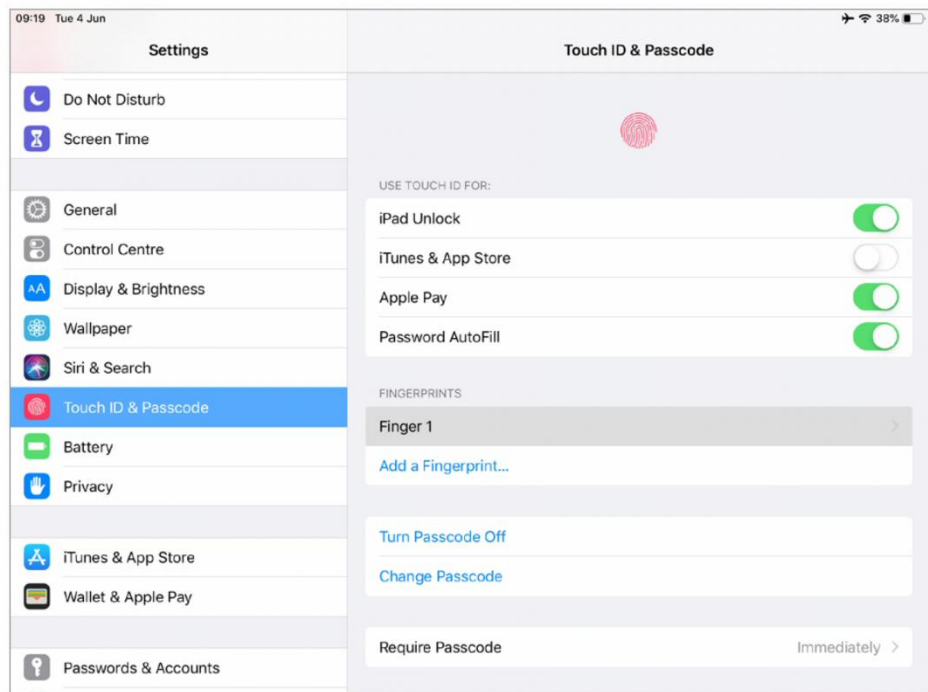 09:19 Tue 4 Jun
38%
Settings
Do Not Disturb
Screen Time
General
Control Centre
AA Display & Brightness
Wallpaper
Siri & Search
Touch ID & Passcode
Battery
Privacy
iTunes & App Store
Wallet & Apple Pay
Passwords & Accounts
Touch ID & Passcode
USE TOUCH ID FOR:
iPad Unlock
iTunes & App Store
Apple Pay
Password AutoFill
FINGERPRINTS
Finger 1
Add a Fingerprint...
Turn Passcode Off
Change Passcode
Require Passcode Immediately